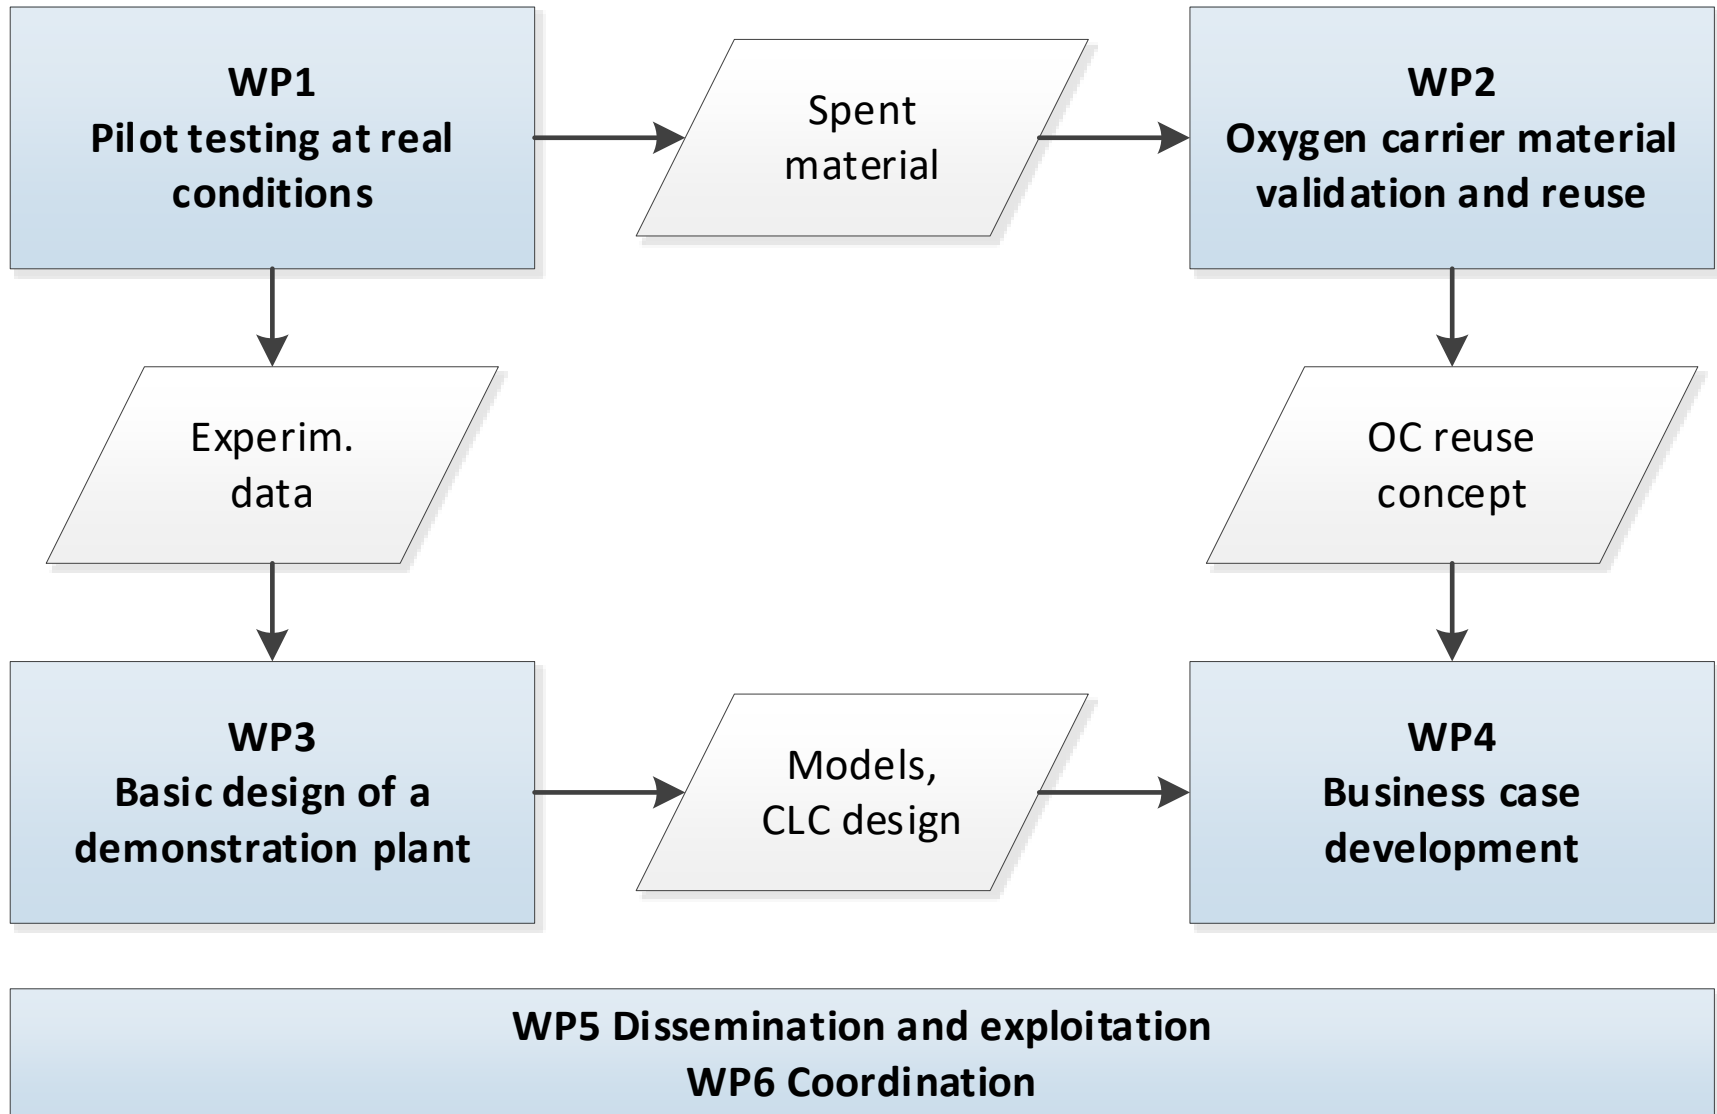 WP1
Pilot testing at real
conditions
Spent
material
WP2
Oxygen carrier material
validation and reuse
Experim.
data
OC reuse
concept
WP3
Basic design of a
demonstration plant
Models,
CLC design
WP4
Business case
development
WP5 Dissemination and exploitation
WP6 Coordination